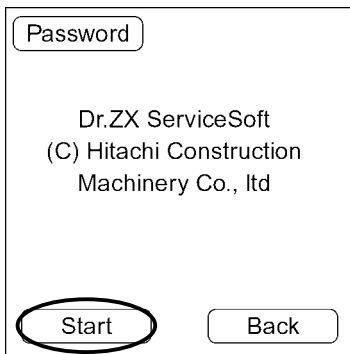 Password
Dr.ZX ServiceSoft
(C) Hitachi Construction
Machinery Co., ltd
Start
Back